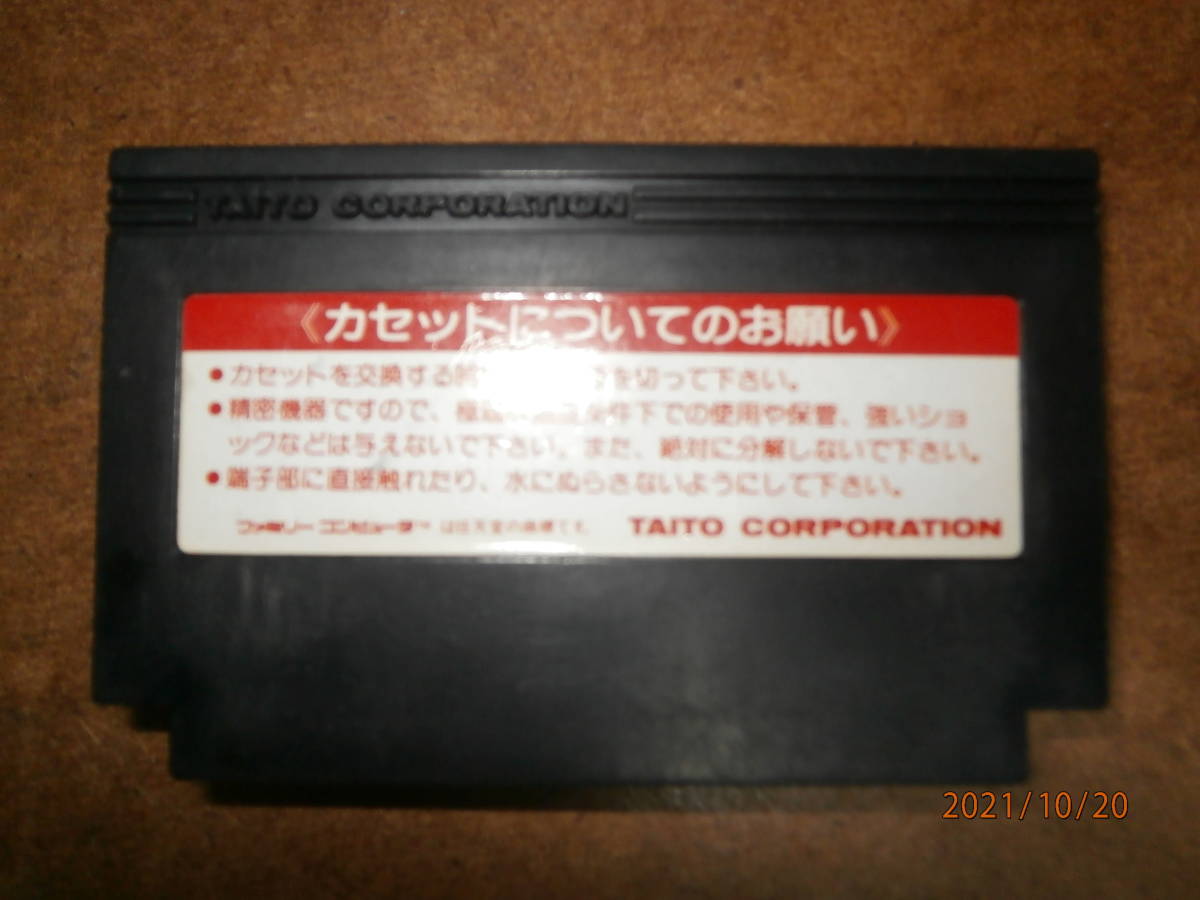 TAITO CORPORATION
《カセットについてのお願い》
●カセットを交換する を切って下さい。
●精密機器ですので、極 件下での使用や保管、強いショ
ックなどは与えないで下さい。また、絶対に分解しないで下さい。
●端子部に直接触れたり、水にぬらさないようにして下さい。
ファミリーコンピュータ™は任天堂の商標です。 TAITO CORPORATION
2021/10/20